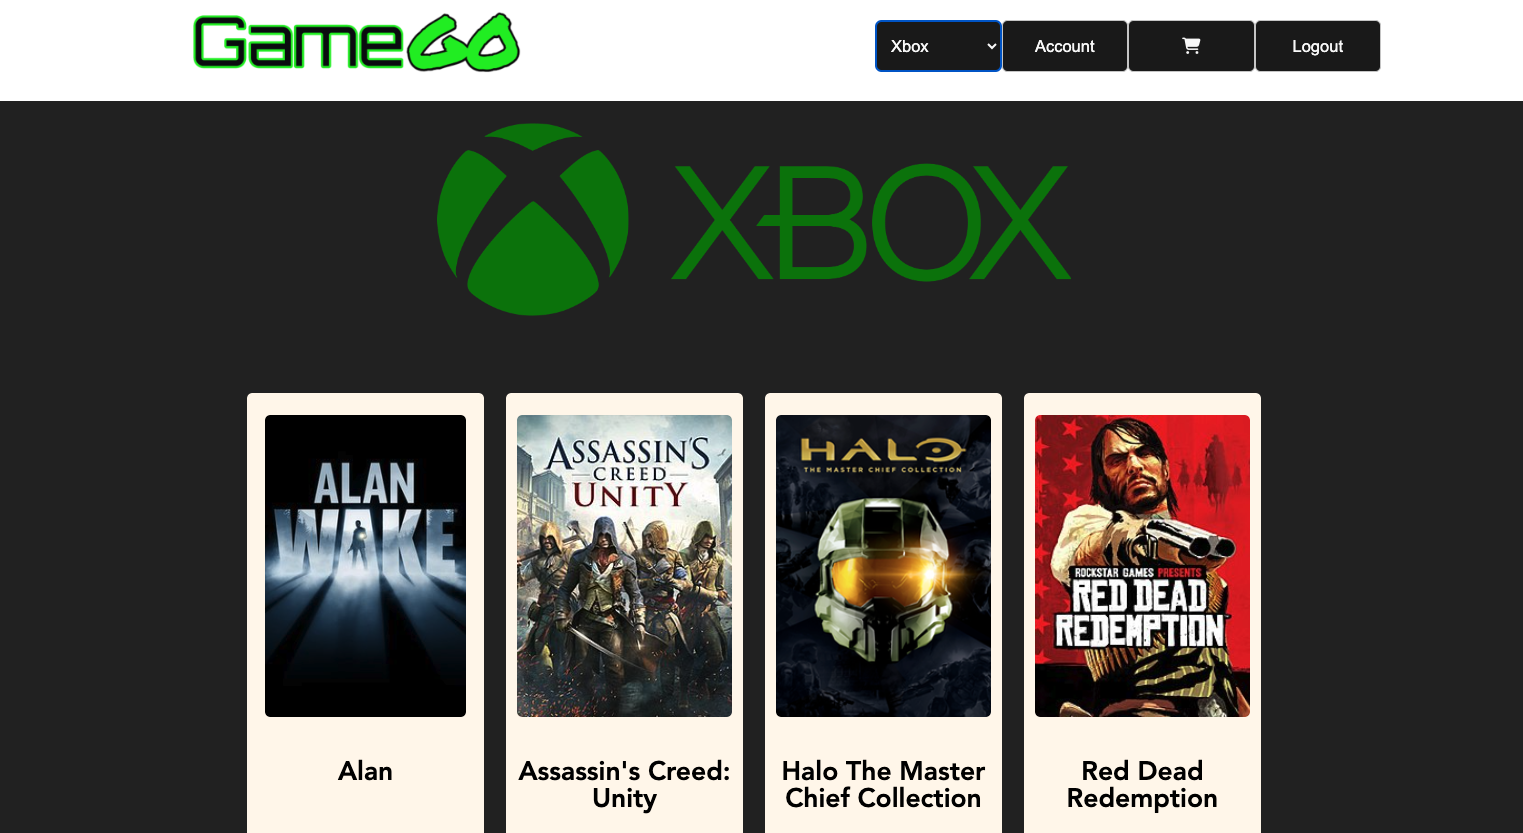 GameGO
Xbox
Account
Logout
XBOX
ALAN
WAKE
ASSASSIN'S
CREED
UNITY
HALO
THE MASTER CHIEF COLLECTION
ROCKSTAR GAMES PRESENTS
RED DEAD
REDEMPTION
Alan
Assassin's Creed:
Unity
Halo The Master
Chief Collection
Red Dead
Redemption